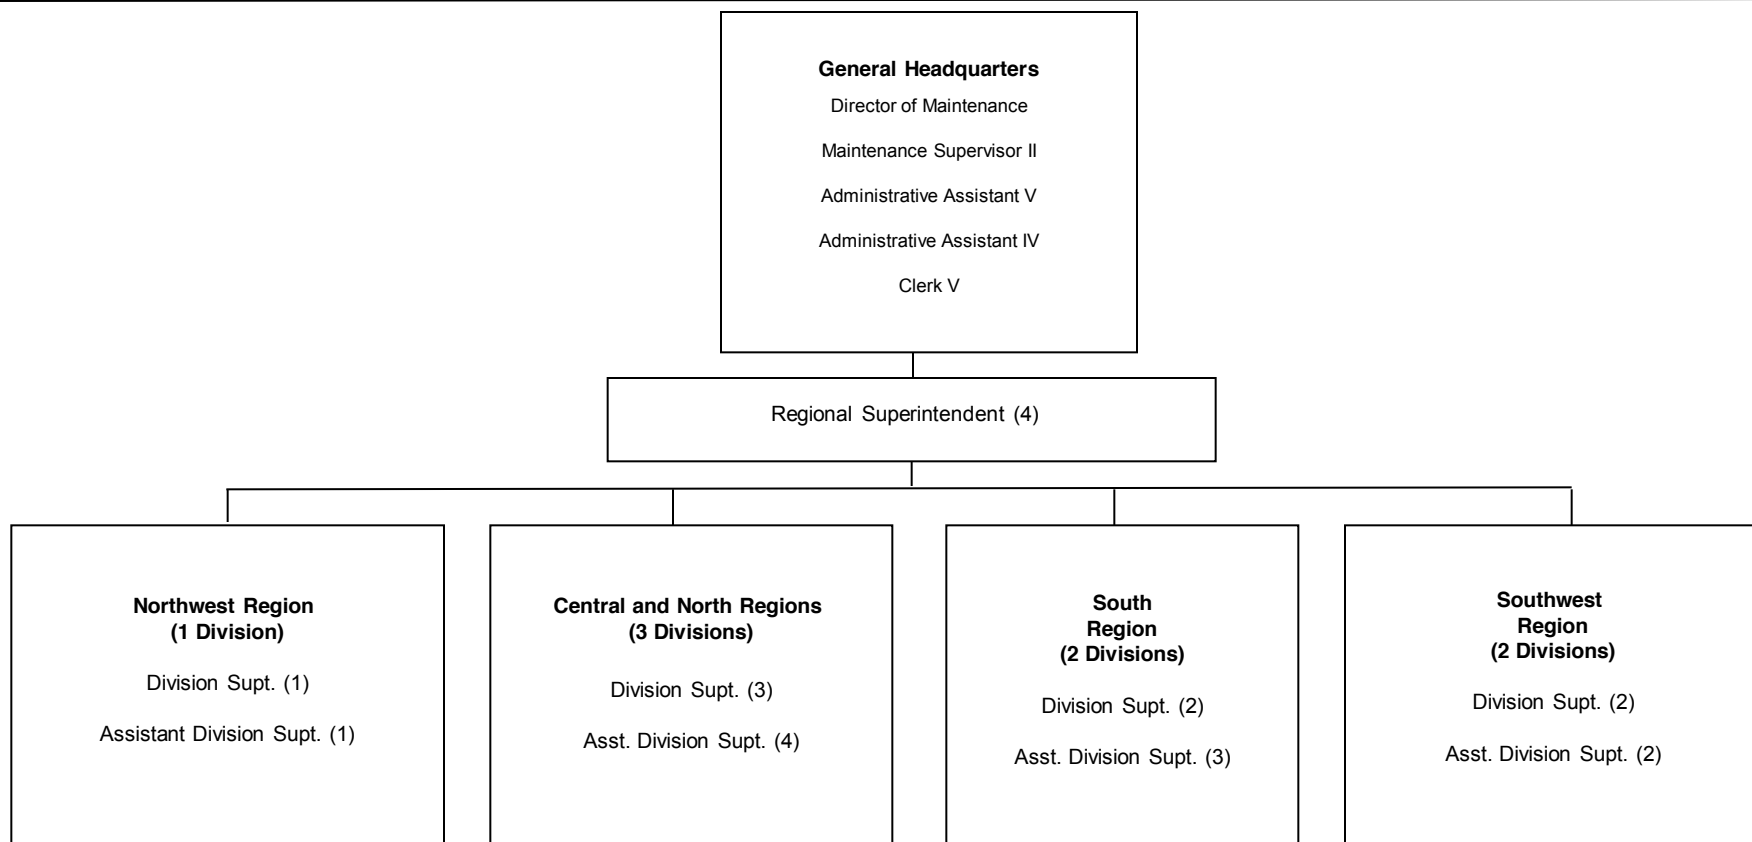 General Headquarters
Director of Maintenance
Maintenance Supervisor II
Administrative Assistant V
Administrative Assistant IV
Clerk V
Regional Superintendent (4)
Northwest Region
(1 Division)
Division Supt. (1)
Assistant Division Supt. (1)
Central and North Regions
(3 Divisions)
Division Supt. (3)
Asst. Division Supt. (4)
South
Region
(2 Divisions)
Division Supt. (2)
Asst. Division Supt. (3)
Southwest
Region
(2 Divisions)
Division Supt. (2)
Asst. Division Supt. (2)